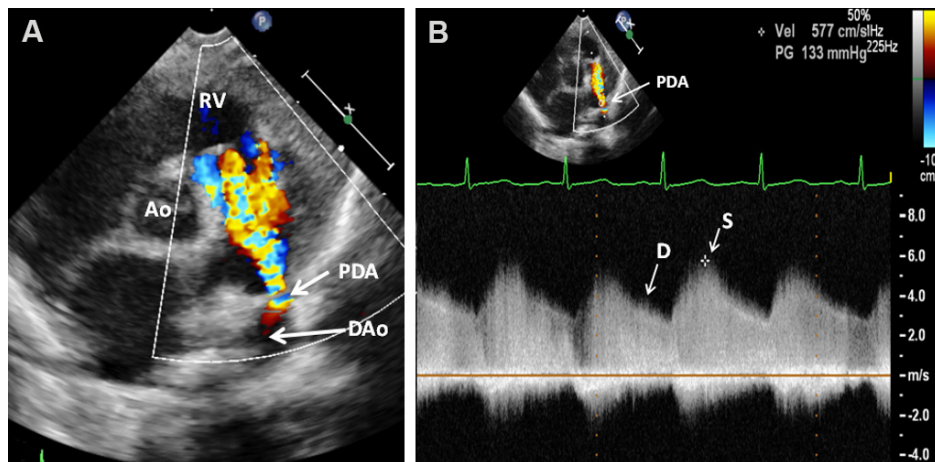 A
P
X
RV
Ao
PDA
DAo
B
P
X
PDA
50%
Vel 577 cm/s
1Hz
PG 133 mmHg
225Hz
-10
cm
8.0
S
6.0
D
4.0
2.0
m/s
-2.0
-4.0